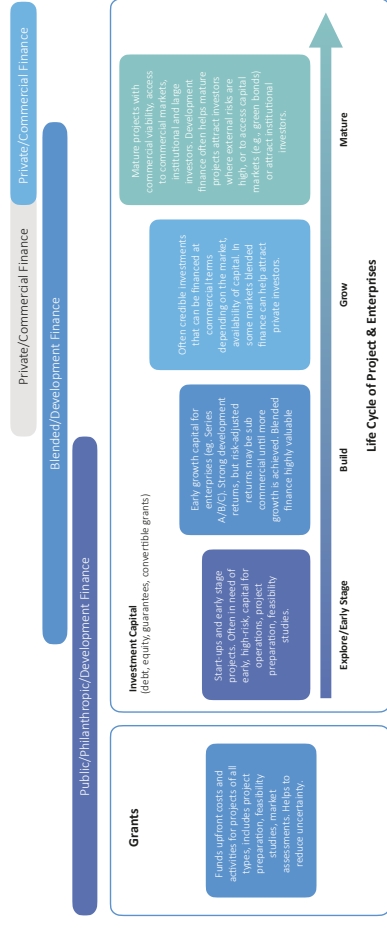 Private/Commercial Finance
Private/Commercial Finance
Blended/Development Finance
Public/Philanthropic/Development Finance
Grants
Funds upfront costs and
activities for projects of all
types, includes project
preparation, feasibility
studies, market
assessments. Helps to
reduce uncertainty.
Investment Capital
(debt, equity, guarantees, convertible grants)
Start-ups and early stage
projects. Often in need of
early, high-risk, capital for
operations, project
preparation, feasibility
studies.
Early growth capital for
enterprises (eg. Series
A/B/C). Strong development
returns, but risk-adjusted
returns may be sub
commercial until more
growth is achieved. Blended
finance highly valuable
Often credible investments
that can be financed at
commercial terms
depending on the market,
availability of capital. In
some markets blended
finance can help attract
private investors.
Mature projects with
commercial viability, access
to commercial markets,
institutional and large
investors. Development
finance often helps mature
projects attract investors
where external risks are
high, or to access capital
markets (e.g., green bonds)
or attract institutional
investors.
Explore/Early Stage
Build
Grow
Mature
Life Cycle of Project & Enterprises